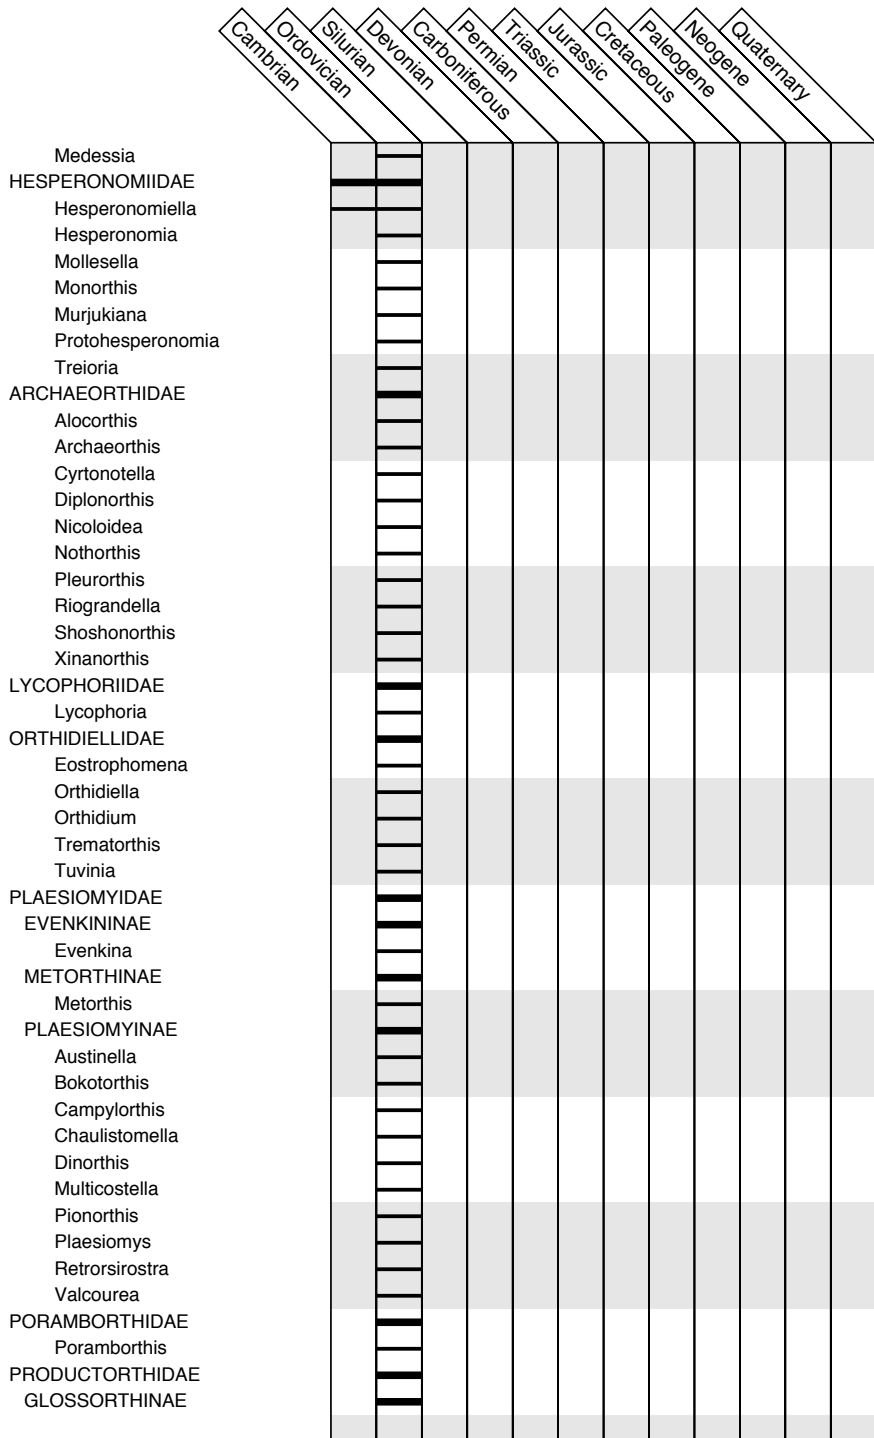 Cambrian
Ordovician
Silurian
Devonian
Carboniferous
Permian
Triassic
Jurassic
Cretaceous
Paleogene
Neogene
Quaternary
Medessia
HESPERONOMIIDAE
Hesperonomiella
Hesperonomia
Mollesella
Monorthis
Murjukiana
Protohesperonomia
Treioria
ARCHAEORTHIDAE
Alocorthis
Archaeorthis
Cyrtonotella
Diplonorthis
Nicoloidea
Nothorthis
Pleurorthis
Riograndella
Shoshonorthis
Xinanorthis
LYCOPHORIIDAE
Lycophoria
ORTHIDIELLIDAE
Eostrophomena
Orthidiella
Orthidium
Trematorthis
Tuvinia
PLAESIOMYIDAE
EVENKININAE
Evenkina
METORTHINAE
Metorthis
PLAESIOMYINAE
Austinella
Bokotorthis
Campylorthis
Chaulistomella
Dinorthis
Multicostella
Pionorthis
Plaesiomys
Retrorsirostra
Valcourea
PORAMBORTHIDAE
Poramborthis
PRODUCTORTHIDAE
GLOSSORTHINAE